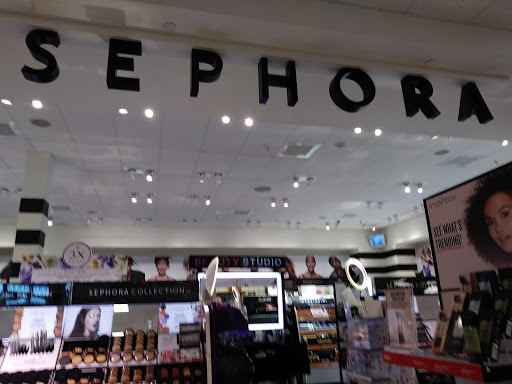 SEPHORA
BEAUTY STUDIO
SEPHORA COLLECTION
SEE WHAT'S
TRENDING!